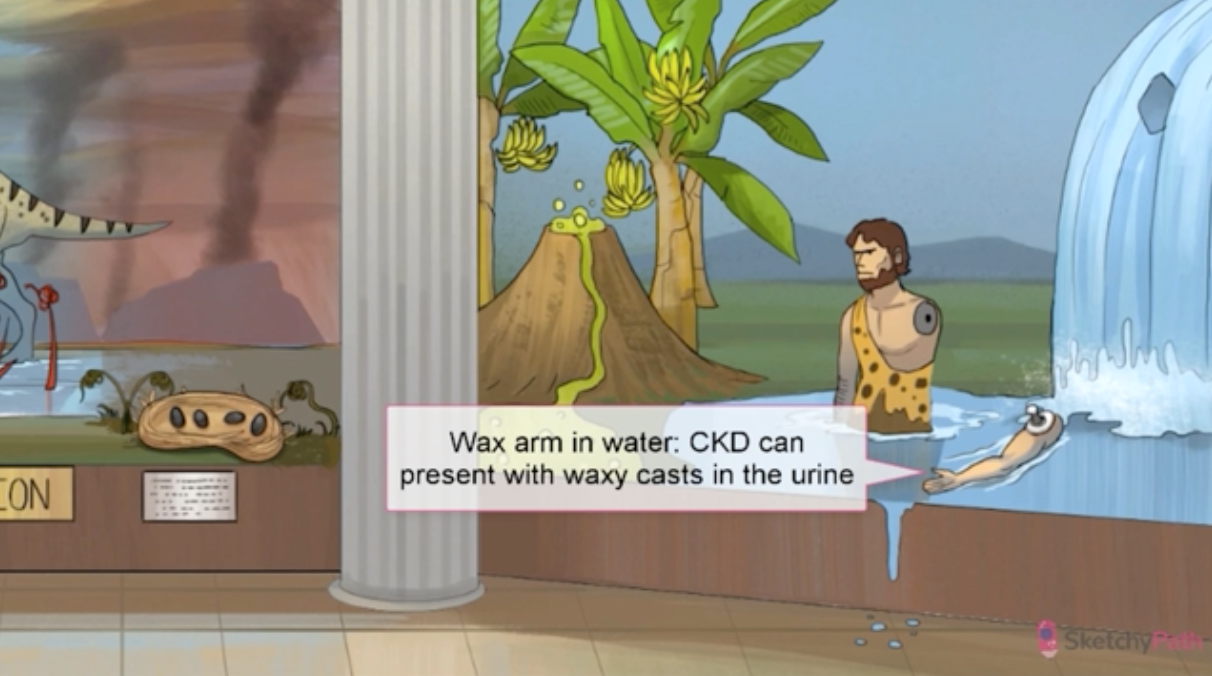 Wax arm in water: CKD can
present with waxy casts in the urine
ION
SketchyPath